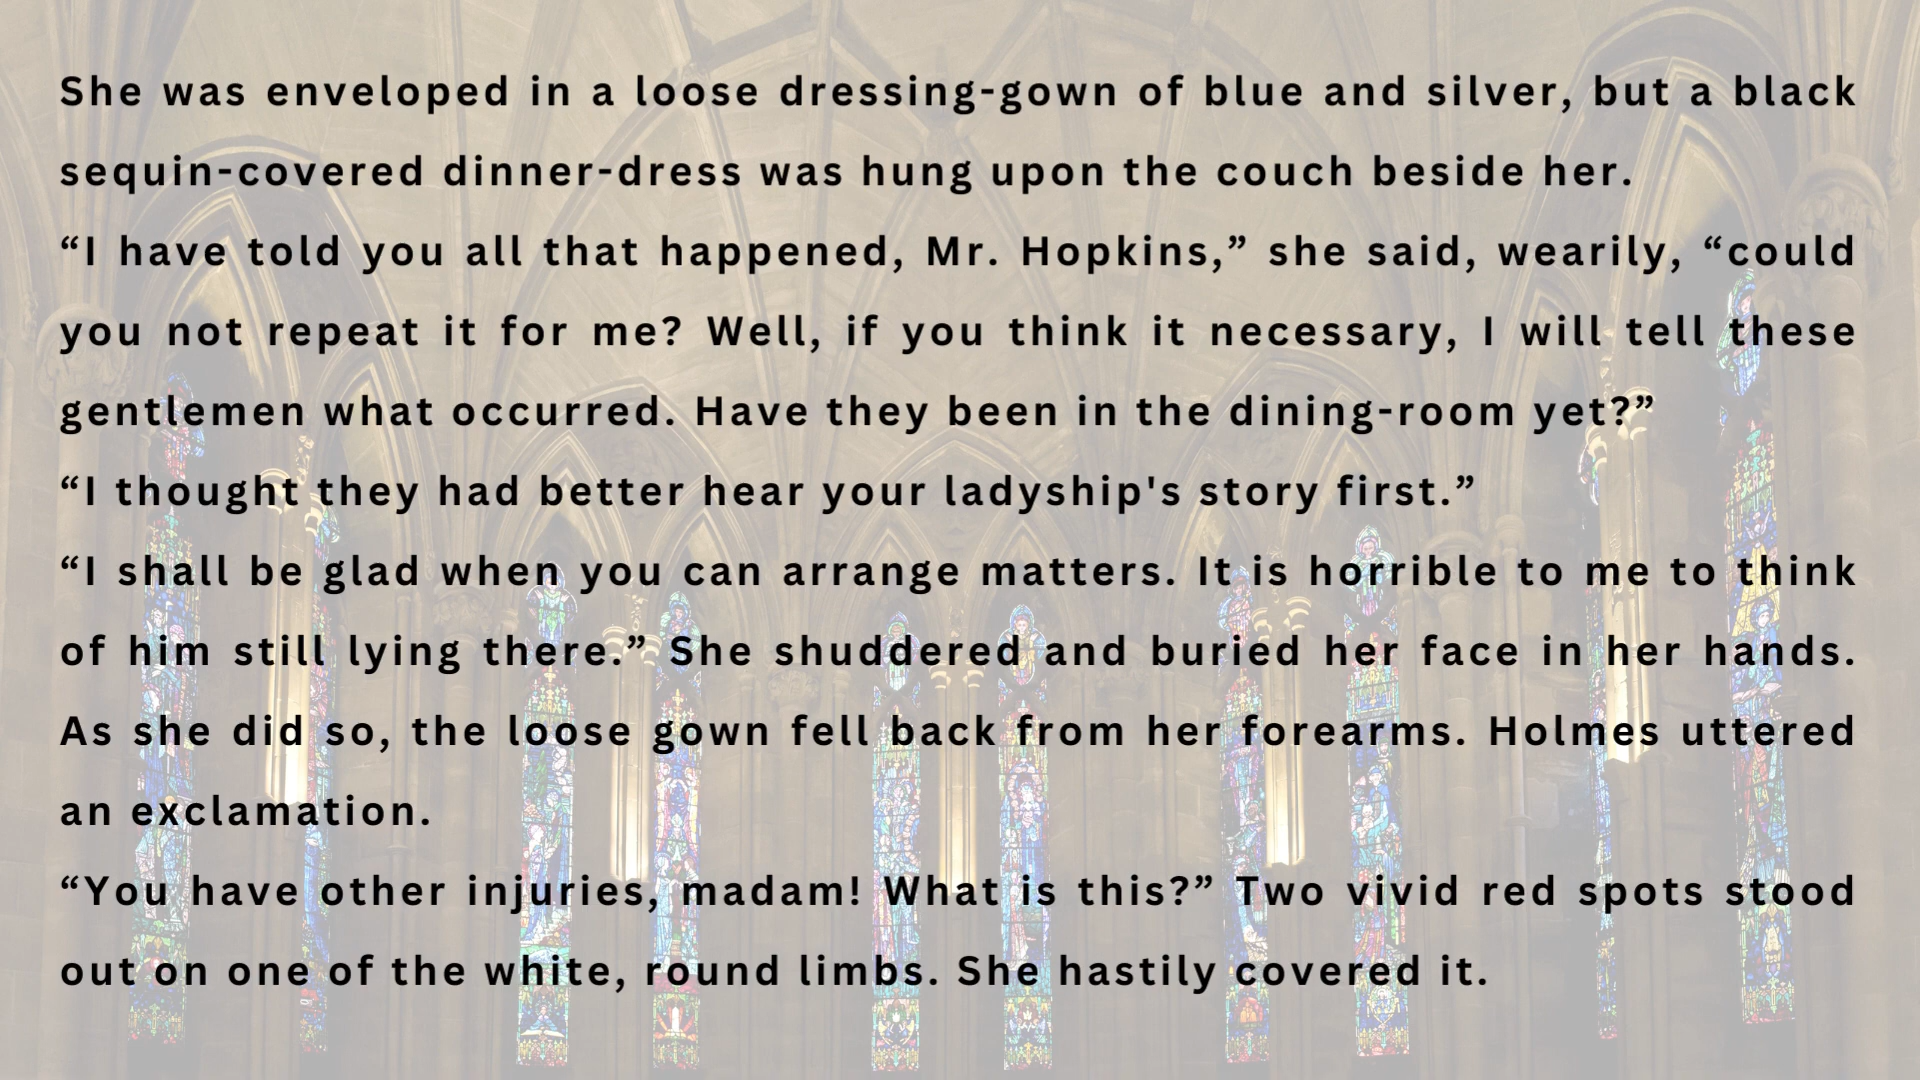 She was enveloped in a loose dressing-gown of blue and silver, but a black
sequin-covered dinner-dress was hung upon the couch beside her.
“I have told you all that happened, Mr. Hopkins,” she said, wearily, “could
you not repeat it for me? Well, if you think it necessary, I will tell these
gentlemen what occurred. Have they been in the dining-room yet?”
“I thought they had better hear your ladyship's story first.”
“I shall be glad when you can arrange matters. It is horrible to me to think
of him still lying there.” She shuddered and buried her face in her hands.
As she did so, the loose gown fell back from her forearms. Holmes uttered
an exclamation.
“You have other injuries, madam! What is this?” Two vivid red spots stood
out on one of the white, round limbs. She hastily covered it.